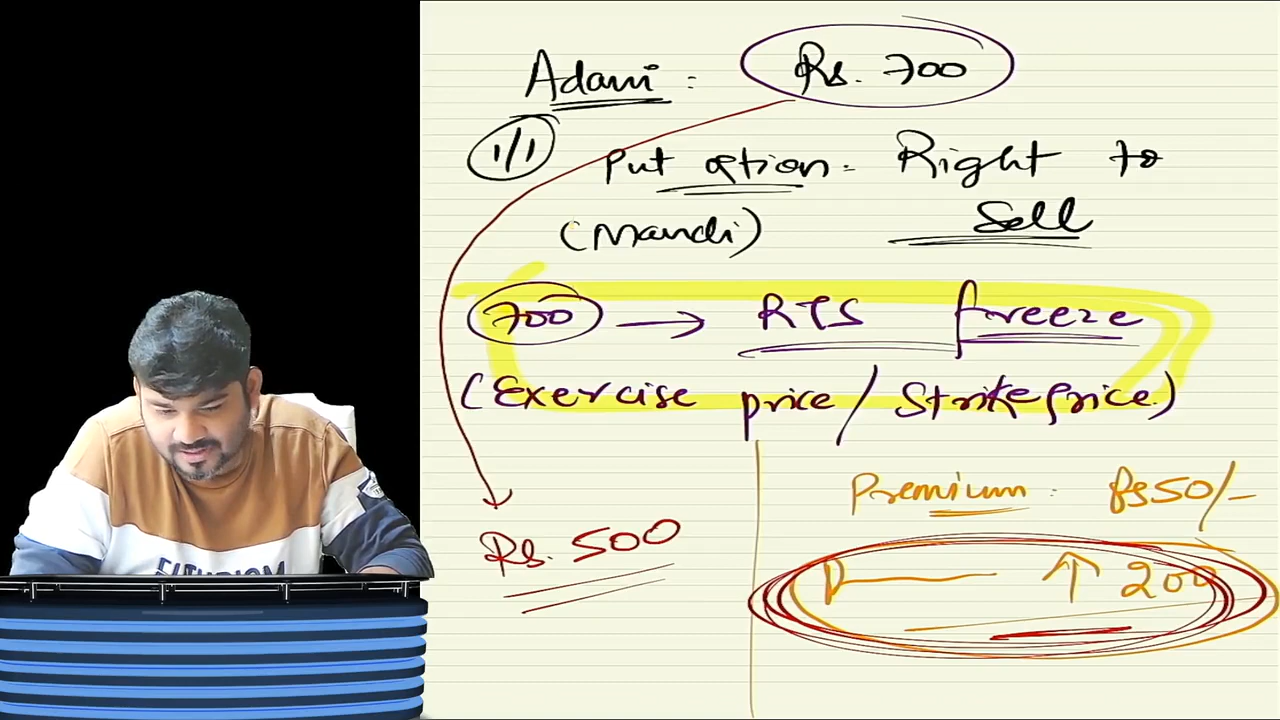 Adani : Rs. 700
1/1 Put option = Right to
(Mandi) Sell
700 → RTS freeze
(Exercise price / Strike price)
Premium : Rs 50/-
Rs. 500
P ↑ 200